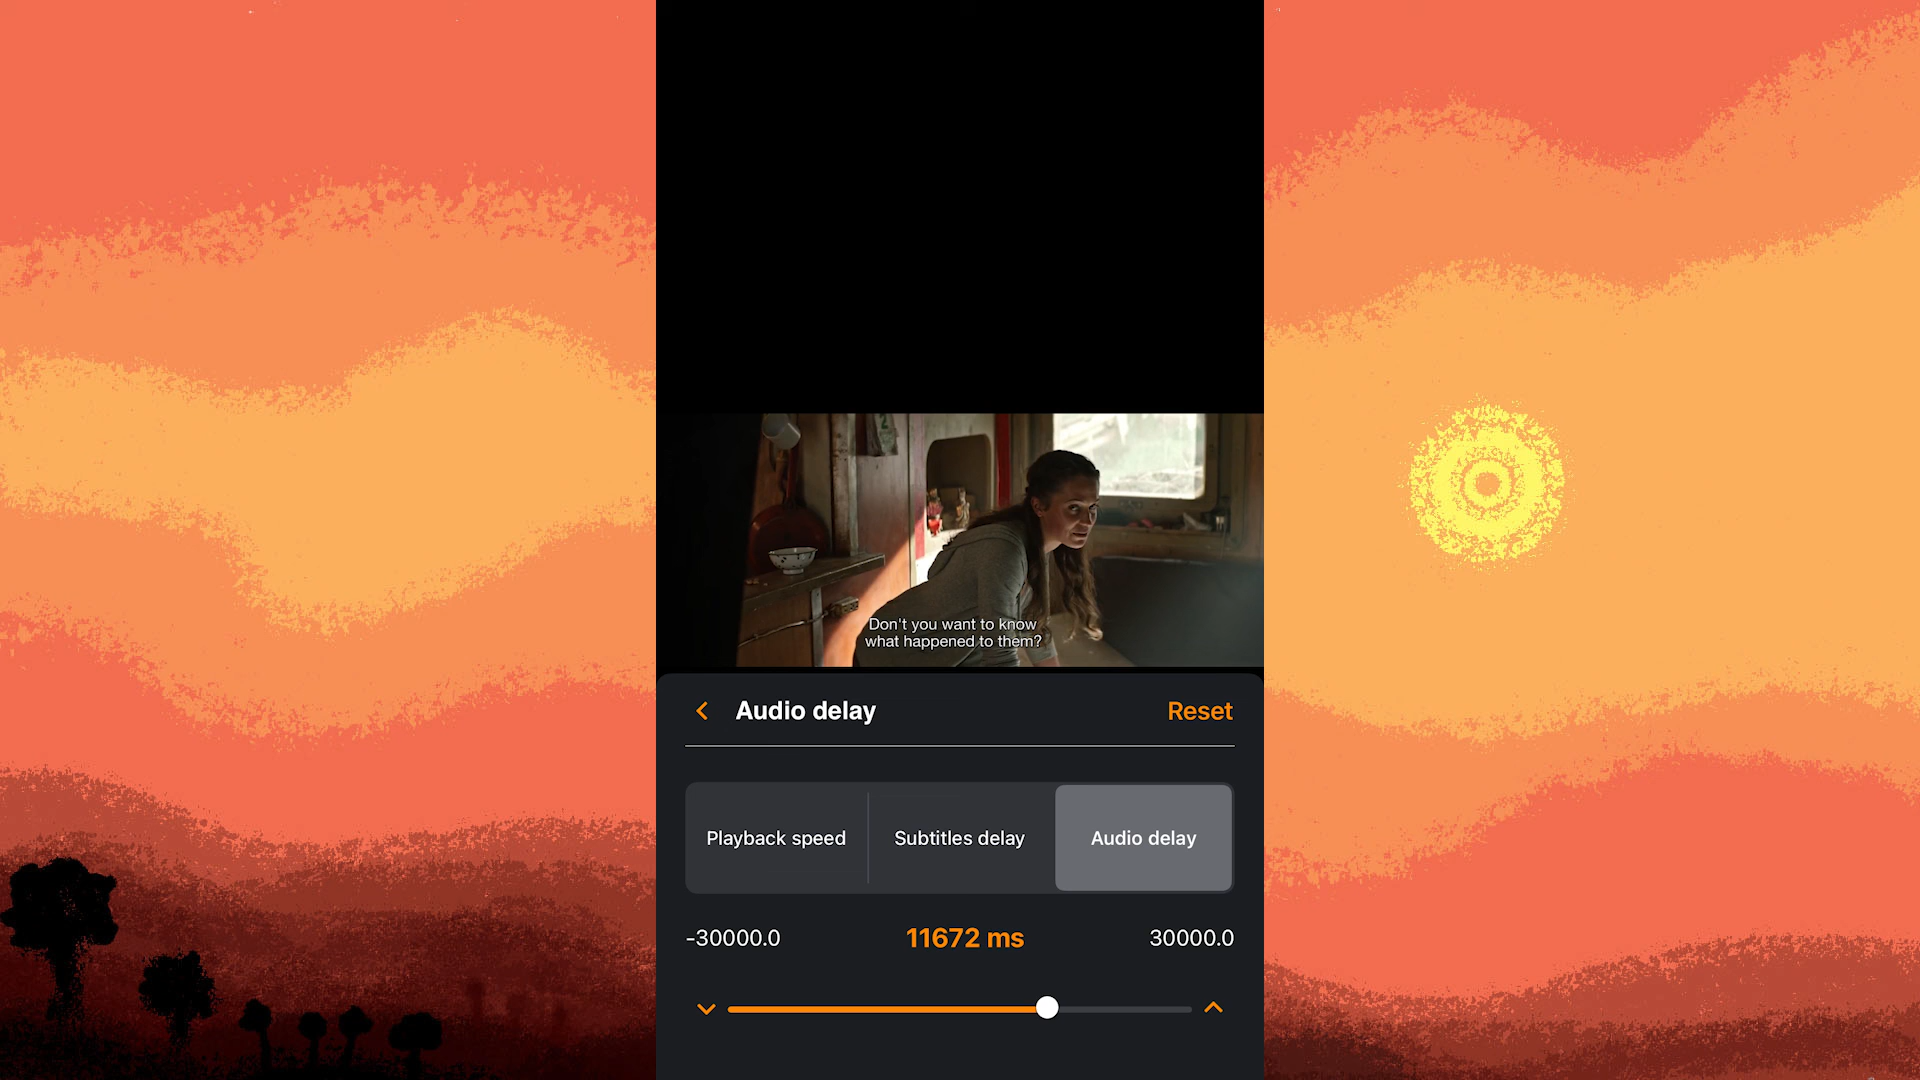 Don't you want to know
what happened to them?
Audio delay
Reset
Playback speed
Subtitles delay
Audio delay
-30000.0
11672 ms
30000.0